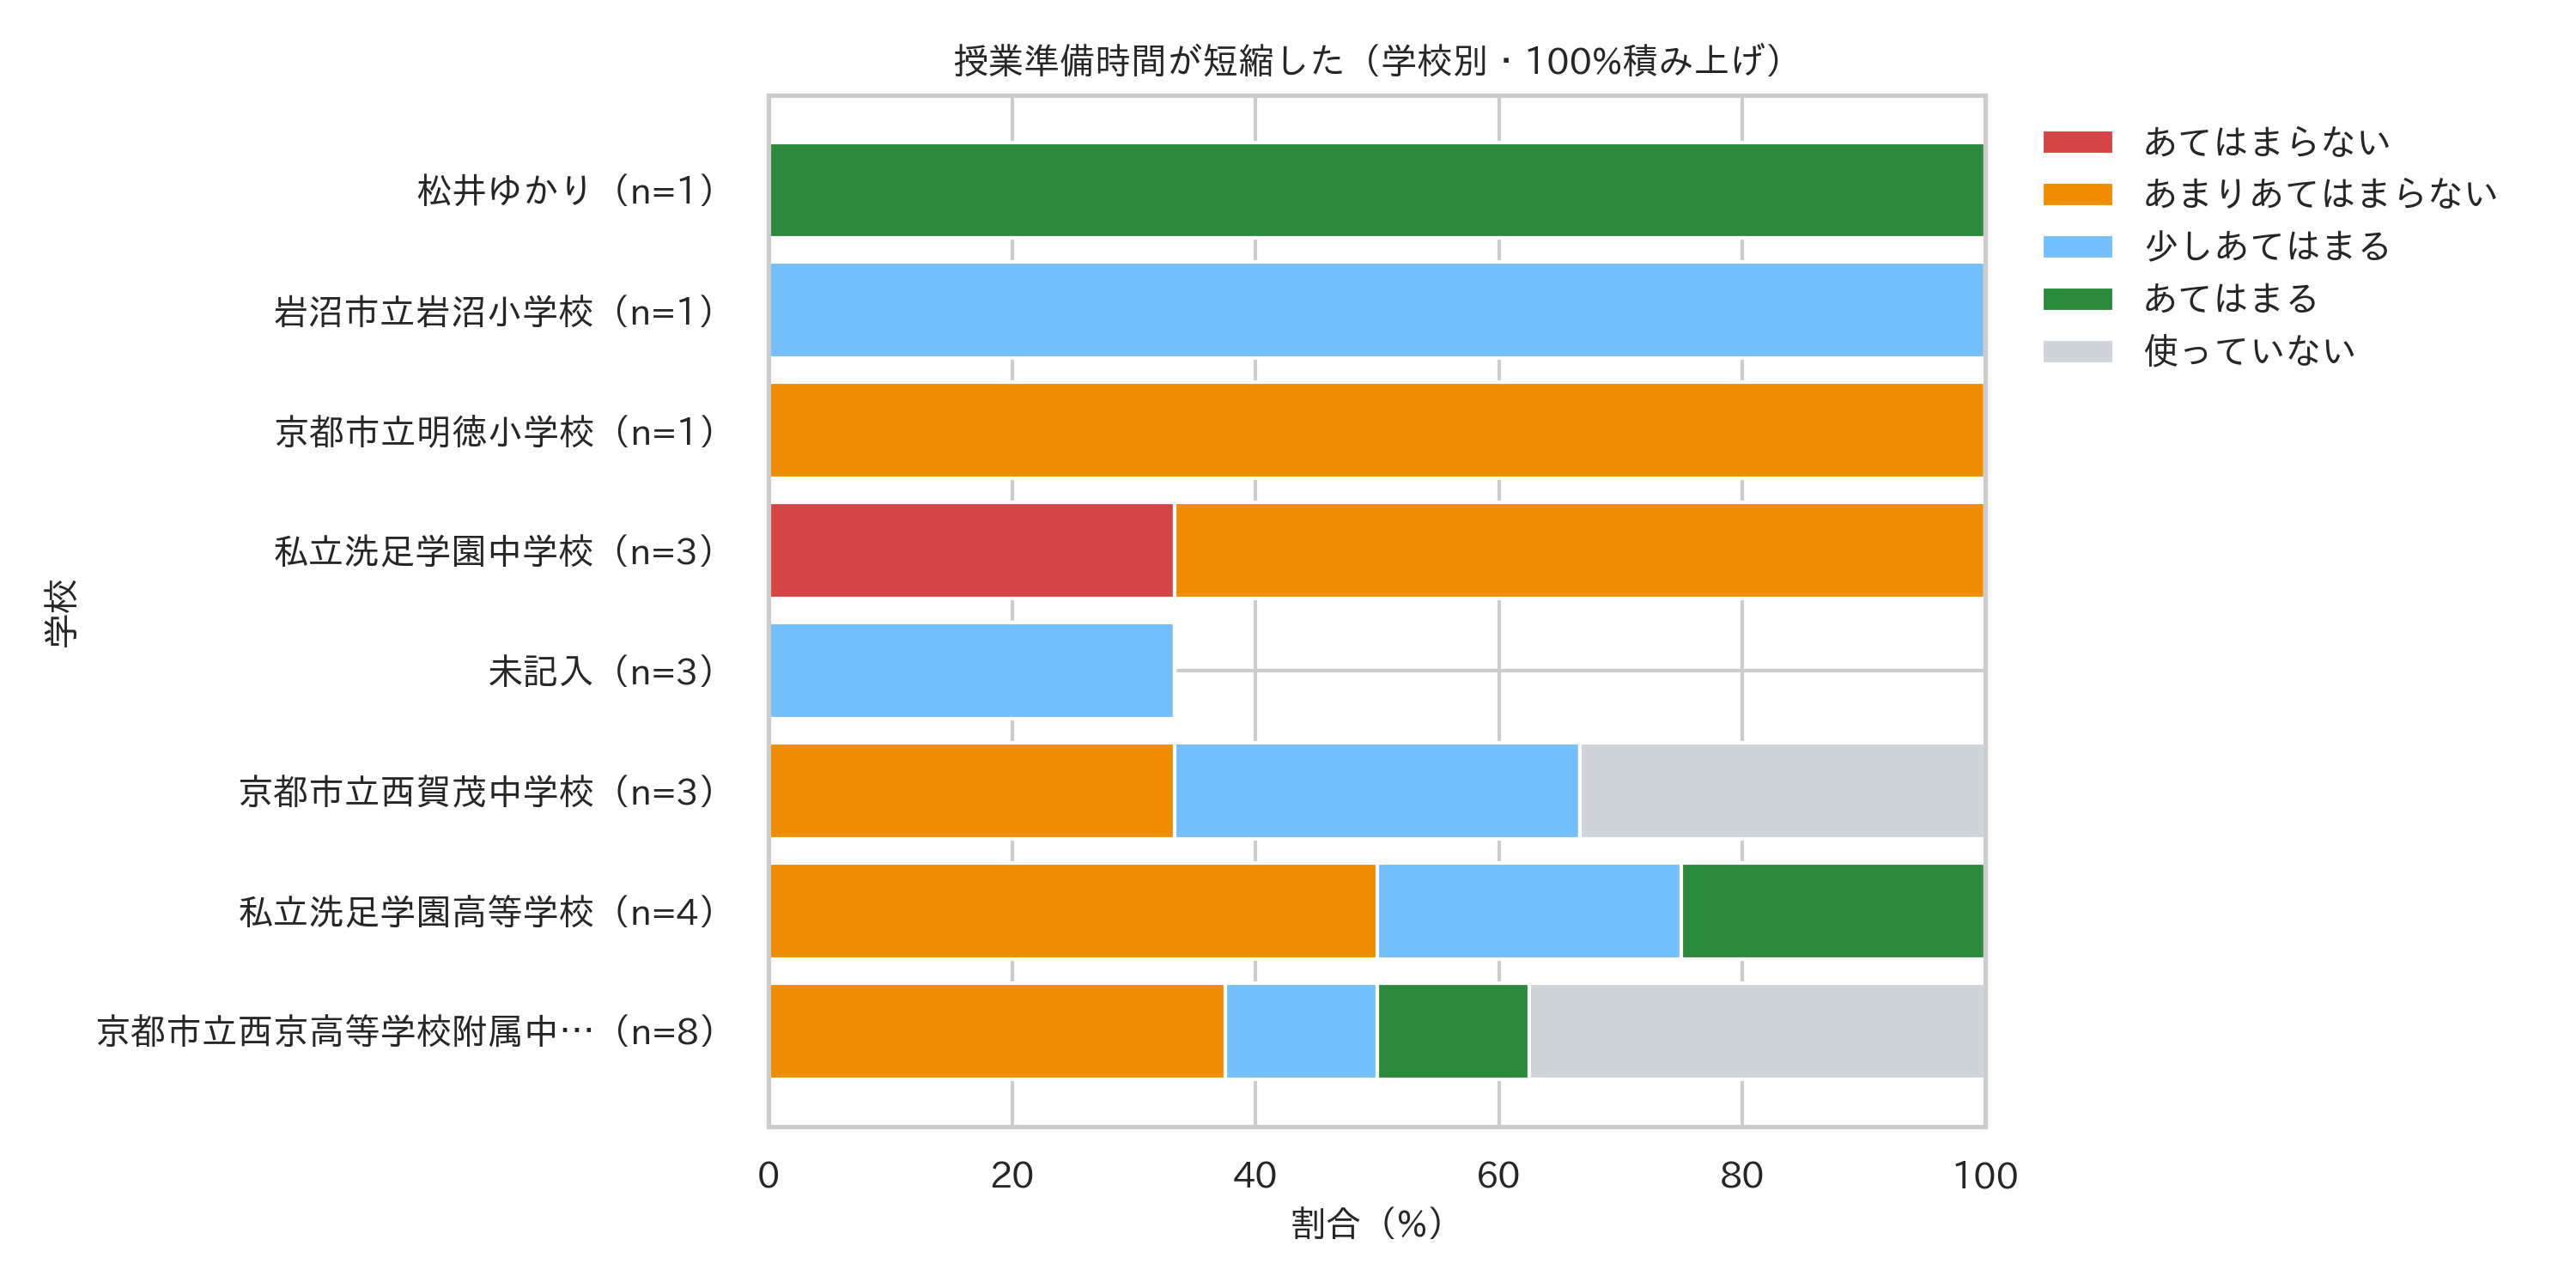 授業準備時間が短縮した（学校別・100%積み上げ）
あてはまらない
あまりあてはまらない
少しあてはまる
あてはまる
使っていない
学校
松井ゆかり（n=1）
岩沼市立岩沼小学校（n=1）
京都市立明徳小学校（n=1）
私立洗足学園中学校（n=3）
未記入（n=3）
京都市立西賀茂中学校（n=3）
私立洗足学園高等学校（n=4）
京都市立西京高等学校附属中…（n=8）
0 20 40 60 80 100
割合（%）